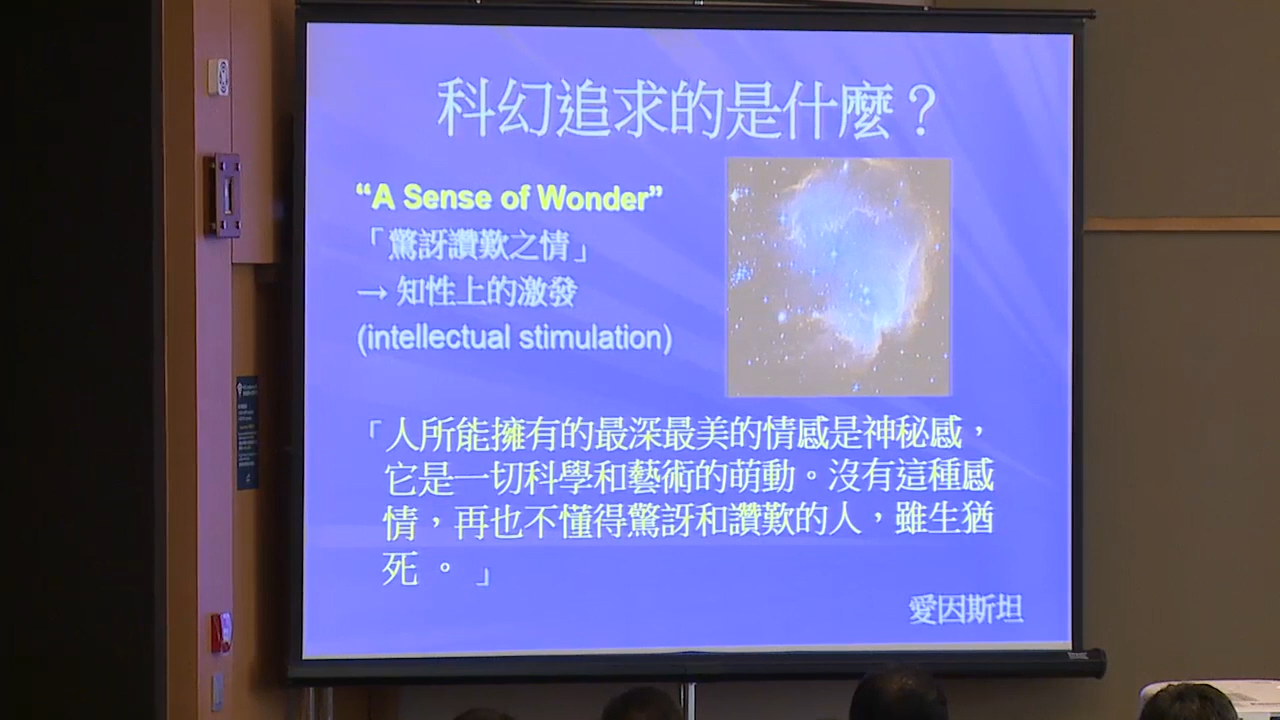 科幻追求的是什麼？
“A Sense of Wonder”
「驚訝讚歎之情」
→ 知性上的激發
(intellectual stimulation)
「人所能擁有的最深最美的情感是神秘感，
它是一切科學和藝術的萌動。沒有這種感
情，再也不懂得驚訝和讚歎的人，雖生猶
死 。 」
愛因斯坦